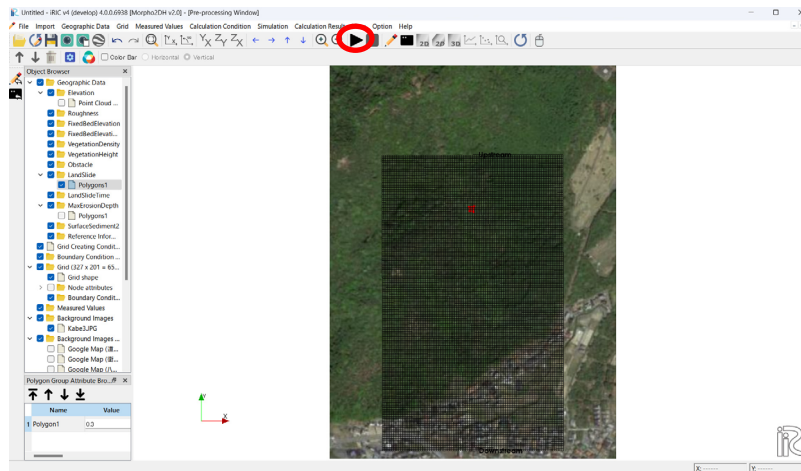 Untitled - iRIC v4 (develop) 4.0.0.6938 [Morpho2DH v2.0] - [Pre-processing Window]
File Import Geographic Data Grid Measured Values Calculation Condition Simulation Calculation Results Option Help
2D 2D 3D
Color Bar Horizontal Vertical
Object Browser
Geographic Data
Elevation
Point Cloud ...
Roughness
FixedBedElevation
FixedBedElevati...
VegetationDensity
VegetationHeight
Obstacle
LandSlide
Polygons1
LandSlideTime
MaxErosionDepth
Polygons1
SurfaceSediment2
Reference Infor...
Grid Creating Condit...
Boundary Condition ...
Grid (327 x 201 = 65...
Grid shape
Node attributes
Boundary Condit...
Measured Values
Background Images
Kabe3.JPG
Background Images ...
Google Map
Google Map
Google Map
Polygon Group Attribute Bro...
Name Value
1 Polygon1 0.0
Upstream
Downstream
Y
X
X: ------
Y: ------